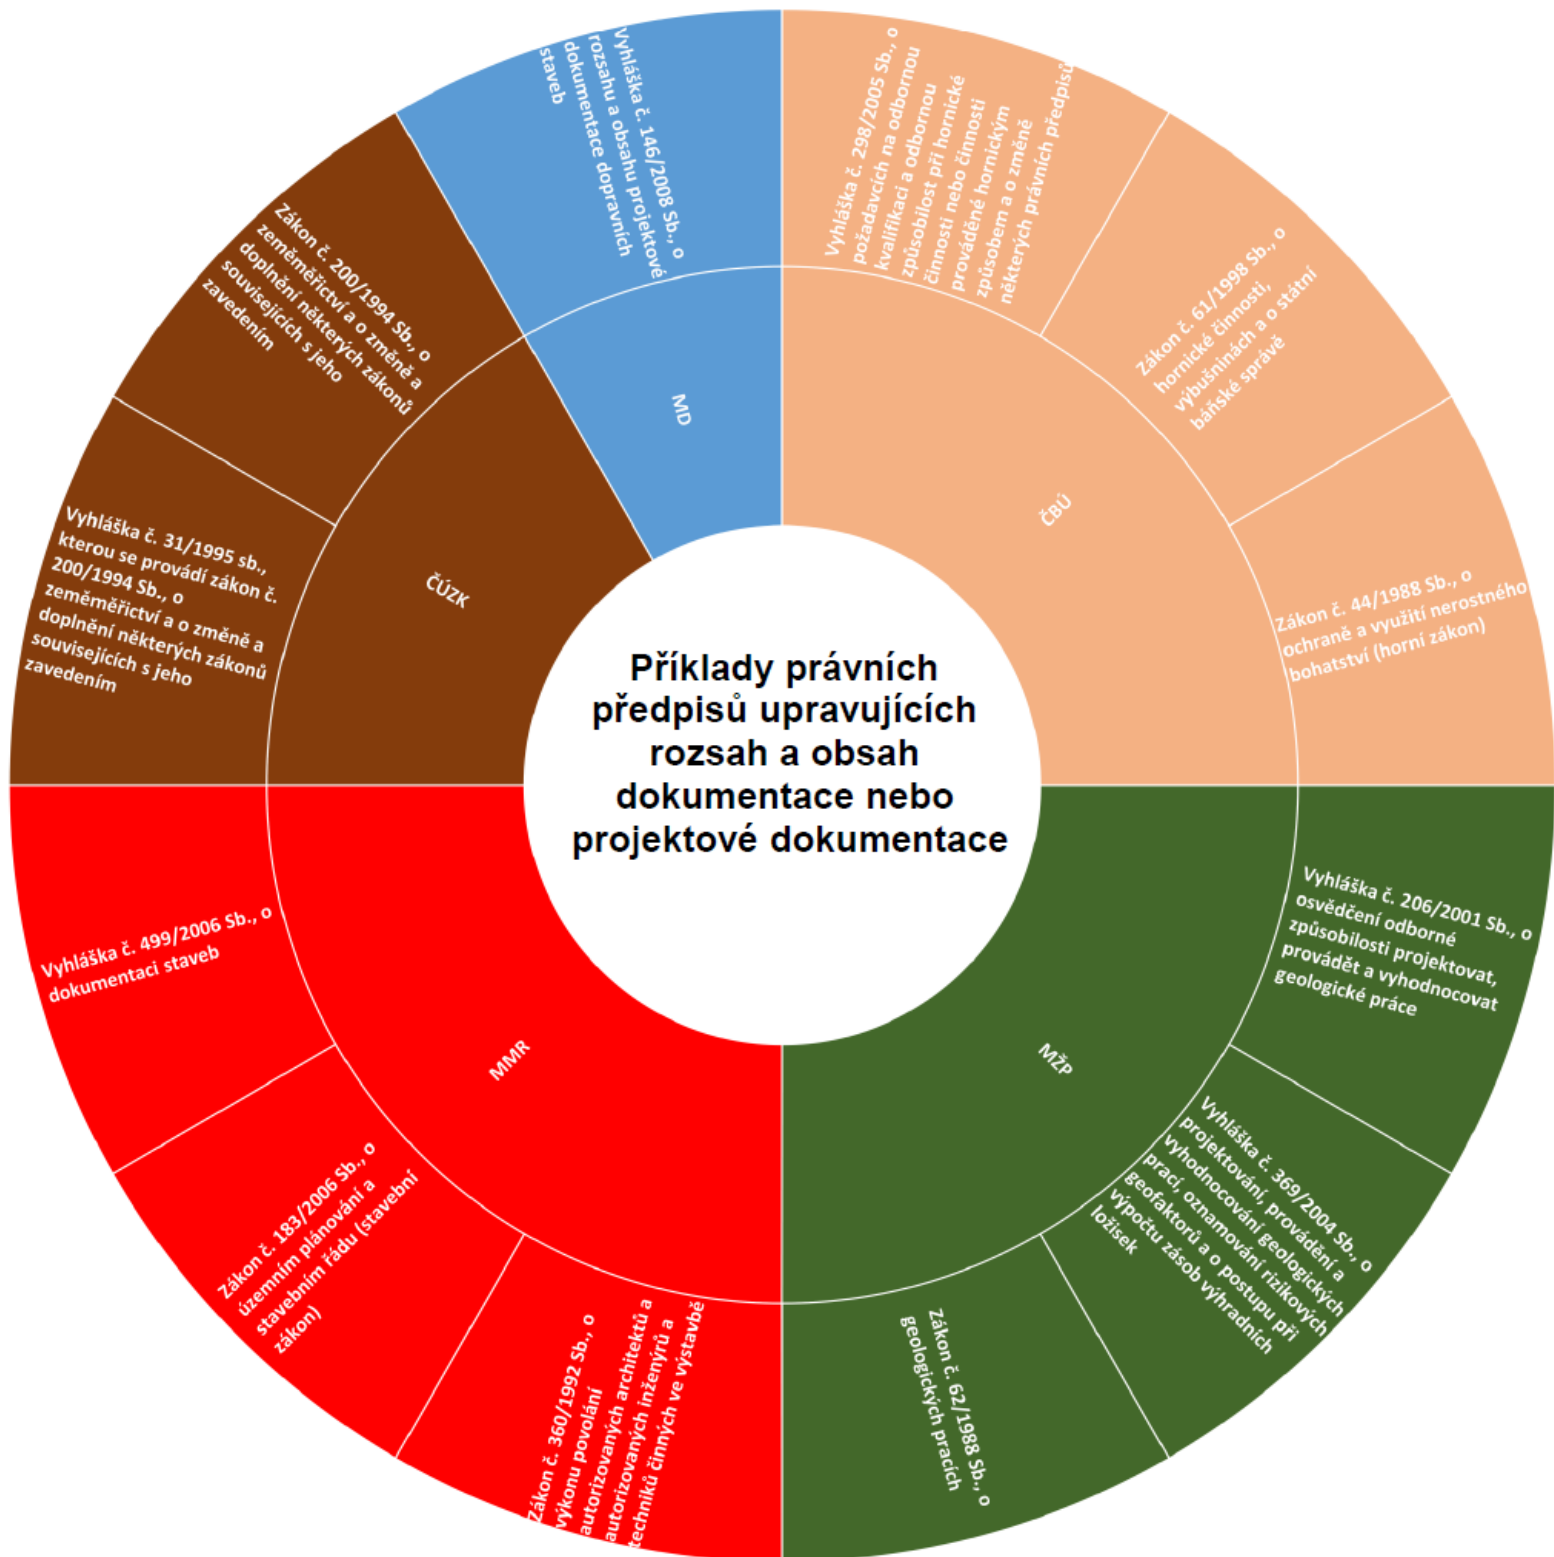 Příklady právních
předpisů upravujících
rozsah a obsah
dokumentace nebo
projektové dokumentace
ČBÚ
Vyhláška č. 298/2005 Sb., o
požadavcích na odbornou
kvalifikaci a odbornou
způsobilost při hornické
činnosti nebo činnosti
prováděné hornickým
způsobem a o změně
některých právních předpisů
Zákon č. 61/1998 Sb., o
hornické činnosti,
výbušninách a o státní
báňské správě
Zákon č. 44/1988 Sb., o
ochraně a využití nerostného
bohatství (horní zákon)
MŽP
Vyhláška č. 206/2001 Sb., o
osvědčení odborné
způsobilosti projektovat,
provádět a vyhodnocovat
geologické práce
Vyhláška č. 369/2004 Sb., o
projektování, provádění a
vyhodnocování geologických
prací, oznamování rizikových
geofaktorů a o postupu při
výpočtu zásob výhradních
ložisek
Zákon č. 62/1988 Sb., o
geologických pracích
MMR
Zákon č. 360/1992 Sb., o
výkonu povolání
autorizovaných architektů a
autorizovaných inženýrů a
techniků činných ve výstavbě
Zákon č. 183/2006 Sb., o
územním plánování a
stavebním řádu (stavební
zákon)
Vyhláška č. 499/2006 Sb., o
dokumentaci staveb
ČÚZK
Vyhláška č. 31/1995 sb.,
kterou se provádí zákon č.
200/1994 Sb., o
zeměměřictví a o změně a
doplnění některých zákonů
souvisejících s jeho
zavedením
Zákon č. 200/1994 Sb., o
zeměměřictví a o změně a
doplnění některých zákonů
souvisejících s jeho
zavedením
MD
Vyhláška č. 146/2008 Sb., o
rozsahu a obsahu projektové
dokumentace dopravních
staveb